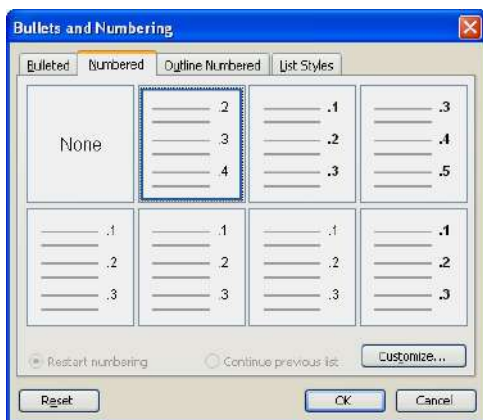 Bullets and Numbering
Bulleted Numbered Outline Numbered List Styles
None .2 .1 .3
.3 .2 .4
.4 .3 .5
.1 .1 .1 .1
.2 .2 .2 .2
.3 .3 .3 .3
Restart numbering Continue previous list Customize...
Reset OK Cancel